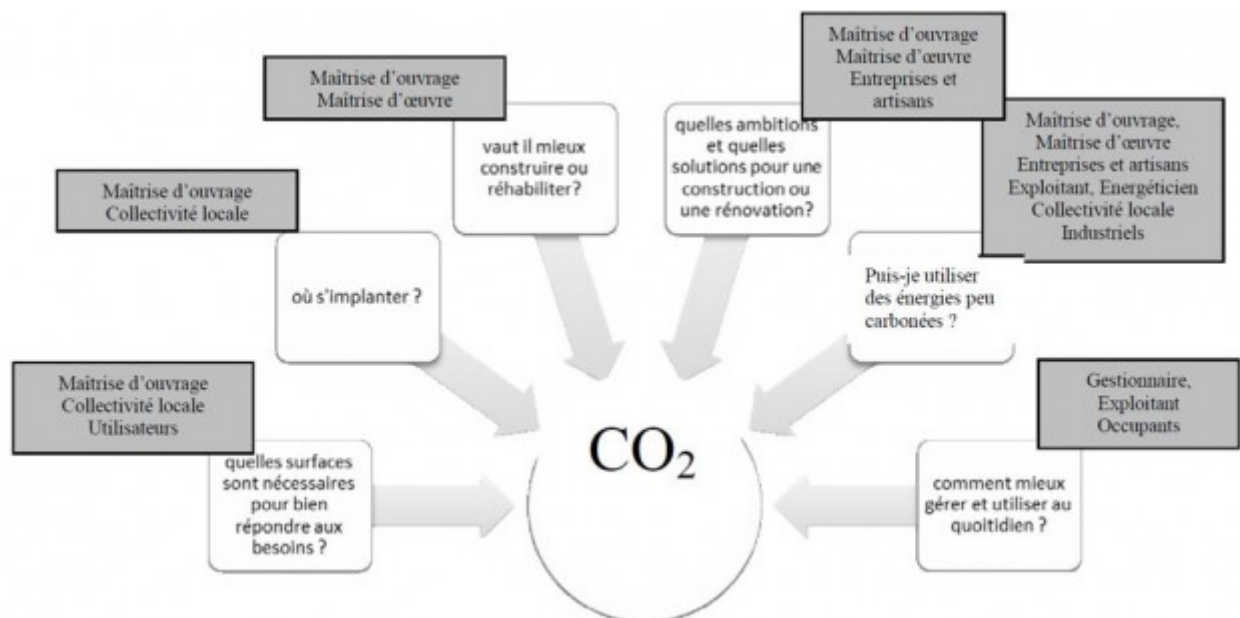 Maîtrise d'ouvrage
Maîtrise d'œuvre
vaut il mieux
construire ou
réhabiliter?
Maîtrise d'ouvrage
Maîtrise d'œuvre
Entreprises et
artisans
quelles ambitions
et quelles
solutions pour une
construction ou
une rénovation?
Maîtrise d'ouvrage,
Maîtrise d'œuvre
Entreprises et artisans
Exploitant, Energéticien
Collectivité locale
Industriels
Puis-je utiliser
des énergies peu
carbonées ?
Maîtrise d'ouvrage
Collectivité locale
où s'implanter ?
Maîtrise d'ouvrage
Collectivité locale
Utilisateurs
quelles surfaces
sont nécessaires
pour bien
répondre aux
besoins ?
CO₂
Gestionnaire,
Exploitant
Occupants
comment mieux
gérer et utiliser au
quoitidien ?